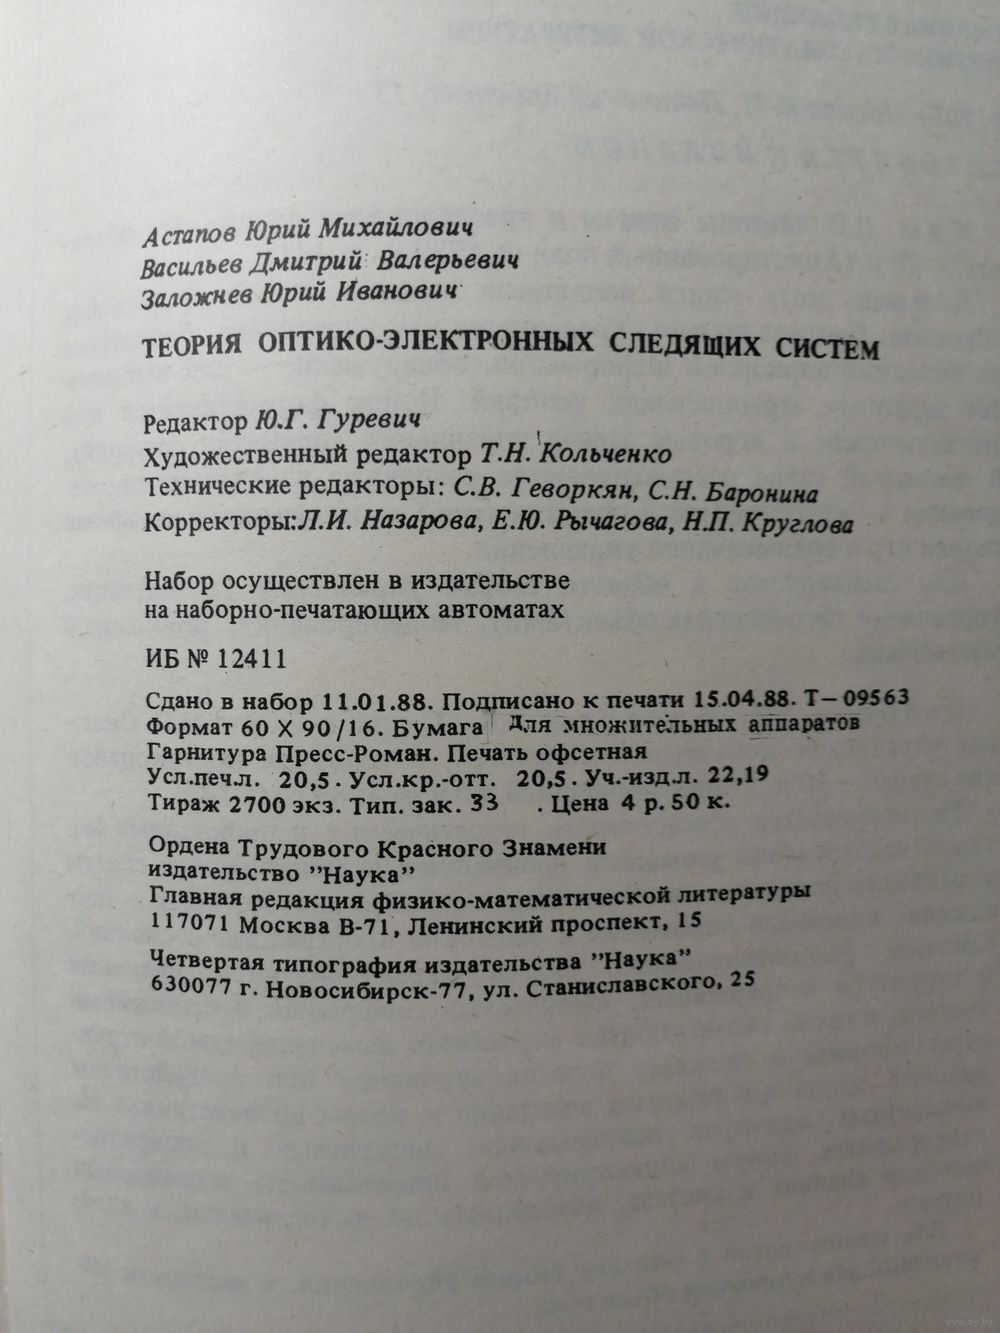 Астапов Юрий Михайлович
Васильев Дмитрий Валерьевич
Заложнев Юрий Иванович
ТЕОРИЯ ОПТИКО-ЭЛЕКТРОННЫХ СЛЕДЯЩИХ СИСТЕМ
Редактор Ю.Г. Гуревич
Художественный редактор Т.Н. Кольченко
Технические редакторы: С.В. Геворкян, С.Н. Баронина
Корректоры:Л.И. Назарова, Е.Ю. Рычагова, Н.П. Круглова
Набор осуществлен в издательстве
на наборно-печатающих автоматах
ИБ № 12411
Сдано в набор 11.01.88. Подписано к печати 15.04.88. Т—09563
Формат 60 X 90/16. Бумага Для множительных аппаратов
Гарнитура Пресс-Роман. Печать офсетная
Усл.печ.л. 20,5. Усл.кр.-отт. 20,5. Уч.-изд.л. 22,19
Тираж 2700 экз. Тип. зак. 33 . Цена 4 р. 50 к.
Ордена Трудового Красного Знамени
издательство ”Наука”
Главная редакция физико-математической литературы
117071 Москва В-71, Ленинский проспект, 15
Четвертая типография издательства ”Наука”
630077 г. Новосибирск-77, ул. Станиславского, 25
www.ay.by